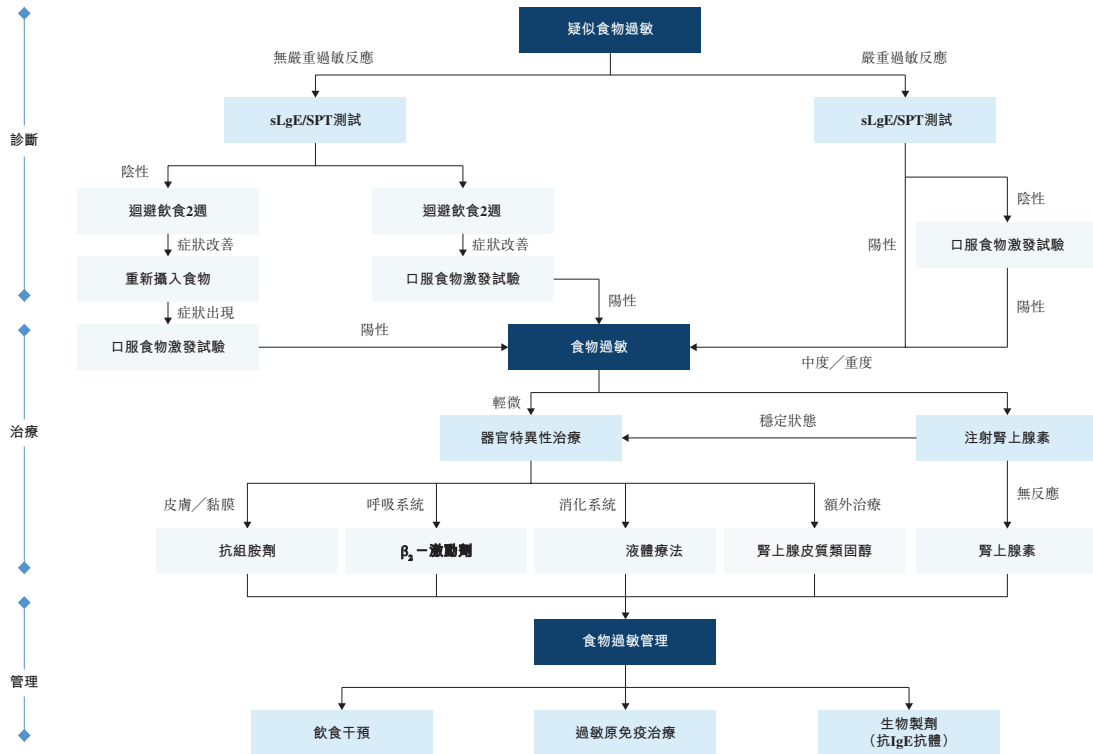 疑似食物過敏
無嚴重過敏反應
嚴重過敏反應
sLgE/SPT測試
sLgE/SPT測試
診斷
陰性
陰性
迴避飲食2週
迴避飲食2週
症狀改善
症狀改善
陽性
口服食物激發試驗
重新攝入食物
口服食物激發試驗
症狀出現
陽性
陽性
陽性
口服食物激發試驗
食物過敏
中度／重度
輕微
治療
器官特異性治療
穩定狀態
注射腎上腺素
皮膚／黏膜
呼吸系統
消化系統
額外治療
無反應
抗組胺劑
β₂－激動劑
液體療法
腎上腺皮質類固醇
腎上腺素
食物過敏管理
管理
飲食干預
過敏原免疫治療
生物製劑
（抗IgE抗體）